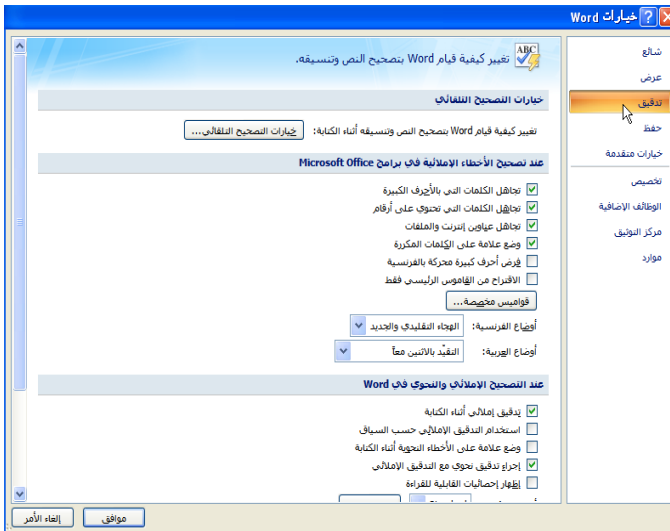 خيارات Word
شائع
عرض
تدقيق
حفظ
خيارات متقدمة
تخصيص
الوظائف الإضافية
مركز التوثيق
موارد
ABC
تغيير كيفية قيام Word بتصحيح النص وتنسيقه.
خيارات التصحيح التلقائي
تغيير كيفية قيام Word بتصحيح النص وتنسيقه أثناء الكتابة: خيارات التصحيح التلقائي...
عند تصحيح الأخطاء الإملائية في برامج Microsoft Office
تجاهل الكلمات التي بالأحرف الكبيرة
تجاهل الكلمات التي تحتوي على أرقام
تجاهل عناوين إنترنت والملفات
وضع علامة على الكلمات المكررة
فرض أحرف كبيرة محركة بالفرنسية
الاقتراح من القاموس الرئيسي فقط
قواميس مخصصة...
أوضاع الفرنسية: الهجاء التقليدي والجديد
أوضاع العربية: التقيّد بالاثنين معاً
عند التصحيح الإملائي والنحوي في Word
تدقيق إملائي أثناء الكتابة
استخدام التدقيق الإملائي حسب السياق
وضع علامة على الأخطاء النحوية أثناء الكتابة
إجراء تدقيق نحوي مع التدقيق الإملائي
إظهار إحصائيات القابلية للقراءة
موافق
إلغاء الأمر